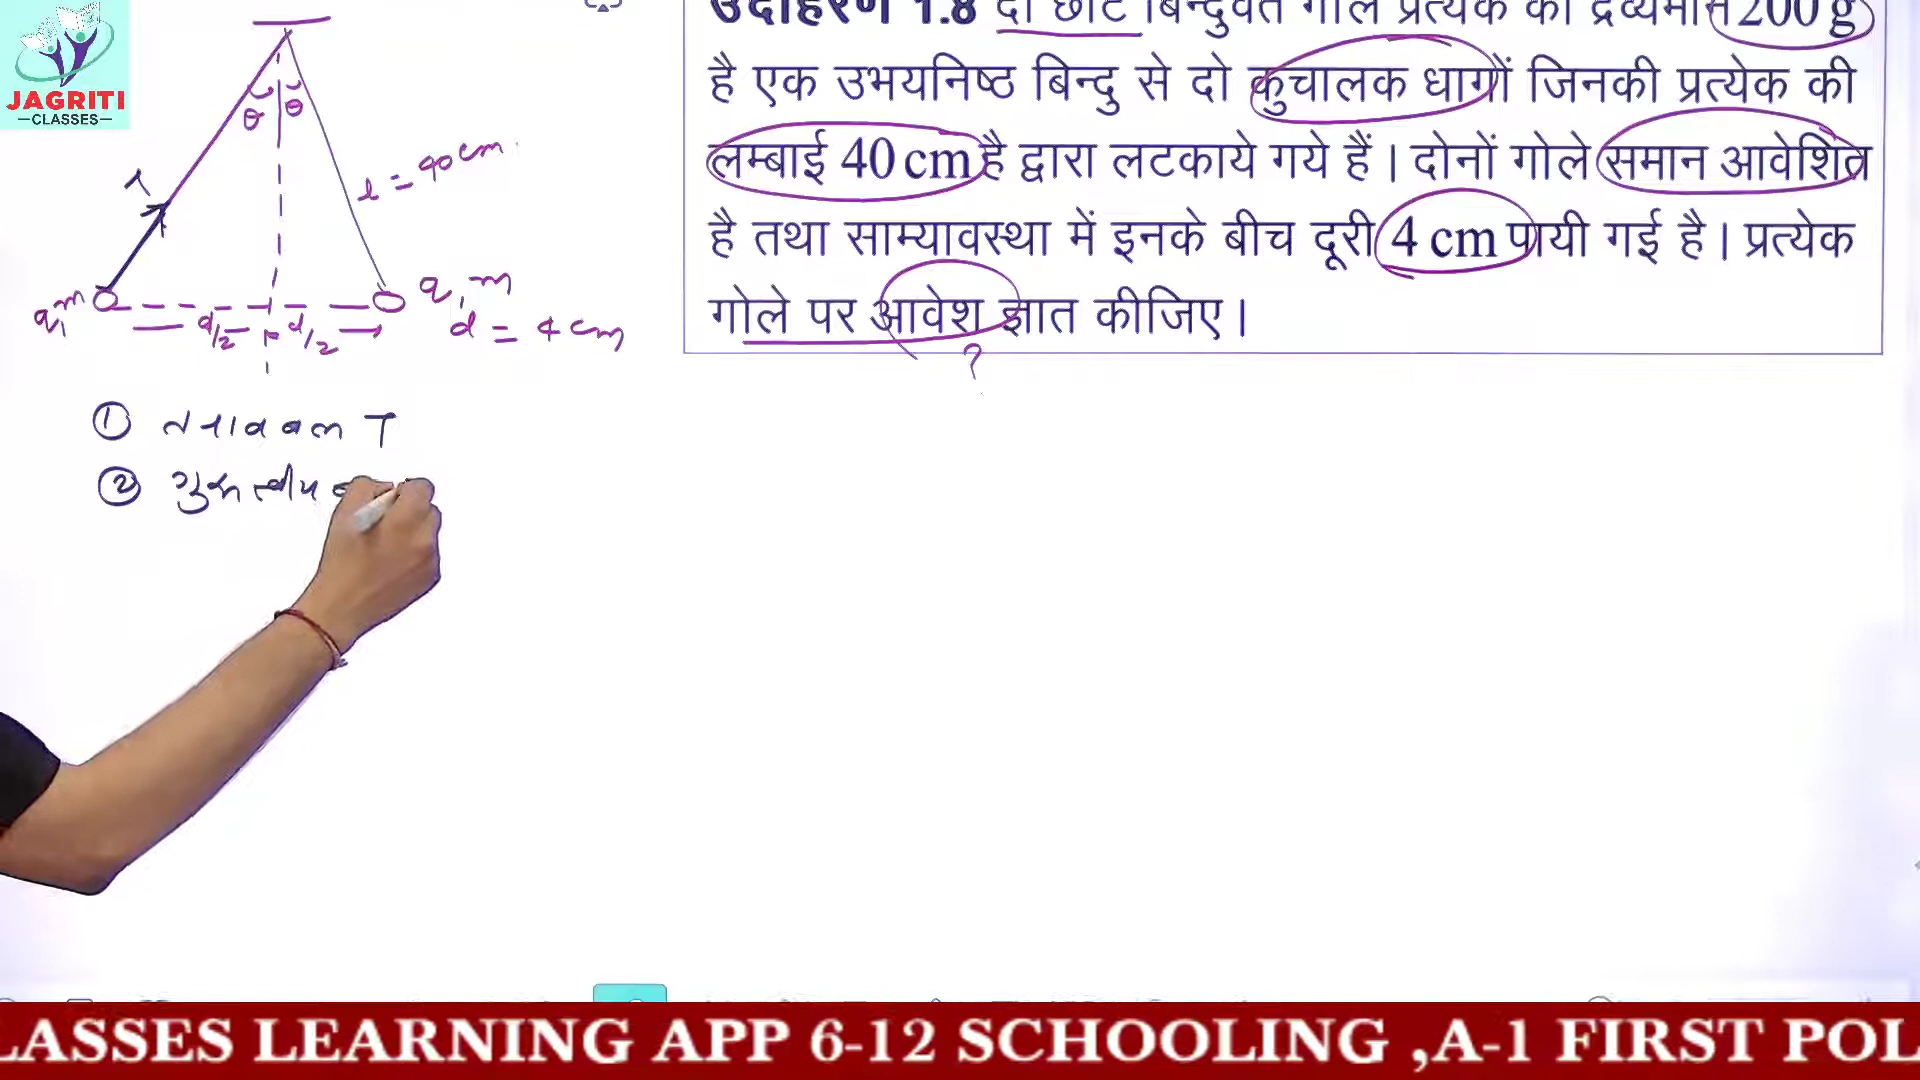 JAGRITI
—CLASSES—
उदाहरण 1.8 दो छोटे बिन्दुवत गोले प्रत्येक का द्रव्यमान 200 g
है एक उभयनिष्ठ बिन्दु से दो कुचालक धागों जिनकी प्रत्येक की
लम्बाई 40 cm है द्वारा लटकाये गये हैं। दोनों गोले समान आवेशित
है तथा साम्यावस्था में इनके बीच दूरी 4 cm पायी गई है। प्रत्येक
गोले पर आवेश ज्ञात कीजिए।
?
θ θ
T
l = 40 cm
q, m
q, m
d/2 d/2
d = 4 cm
① तनाव बल T
② गुरुत्वीय
LASSES LEARNING APP 6-12 SCHOOLING ,A-1 FIRST POL